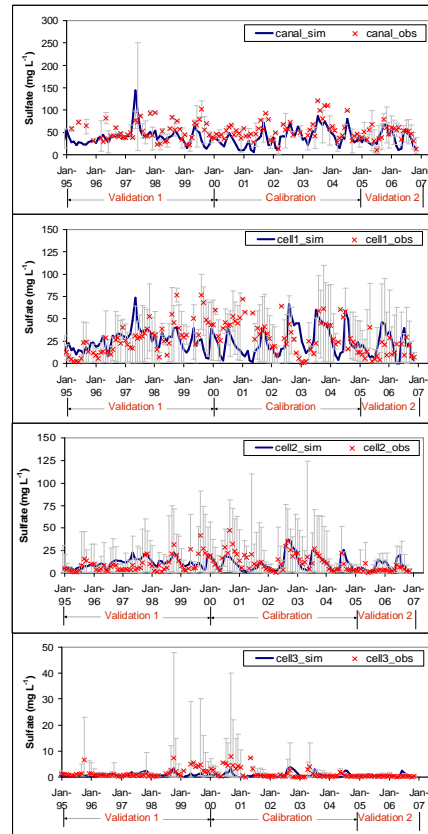 300
250
200
150
100
50
0
Sulfate (mg L⁻¹)
canal_sim canal_obs
Jan- Jan- Jan- Jan- Jan- Jan- Jan- Jan- Jan- Jan- Jan- Jan- Jan-
95 96 97 98 99 00 01 02 03 04 05 06 07
Validation 1 Calibration Validation 2
150
125
100
75
50
25
0
Sulfate (mg L⁻¹)
cell1_sim cell1_obs
Jan- Jan- Jan- Jan- Jan- Jan- Jan- Jan- Jan- Jan- Jan- Jan- Jan-
95 96 97 98 99 00 01 02 03 04 05 06 07
Validation 1 Calibration Validation 2
150
125
100
75
50
25
0
Sulfate (mg L⁻¹)
cell2_sim cell2_obs
Jan- Jan- Jan- Jan- Jan- Jan- Jan- Jan- Jan- Jan- Jan- Jan- Jan-
95 96 97 98 99 00 01 02 03 04 05 06 07
Validation 1 Calibration Validation 2
50
40
30
20
10
0
Sulfate (mg L⁻¹)
cell3_sim cell3_obs
Jan- Jan- Jan- Jan- Jan- Jan- Jan- Jan- Jan- Jan- Jan- Jan- Jan-
95 96 97 98 99 00 01 02 03 04 05 06 07
Validation 1 Calibration Validation 2